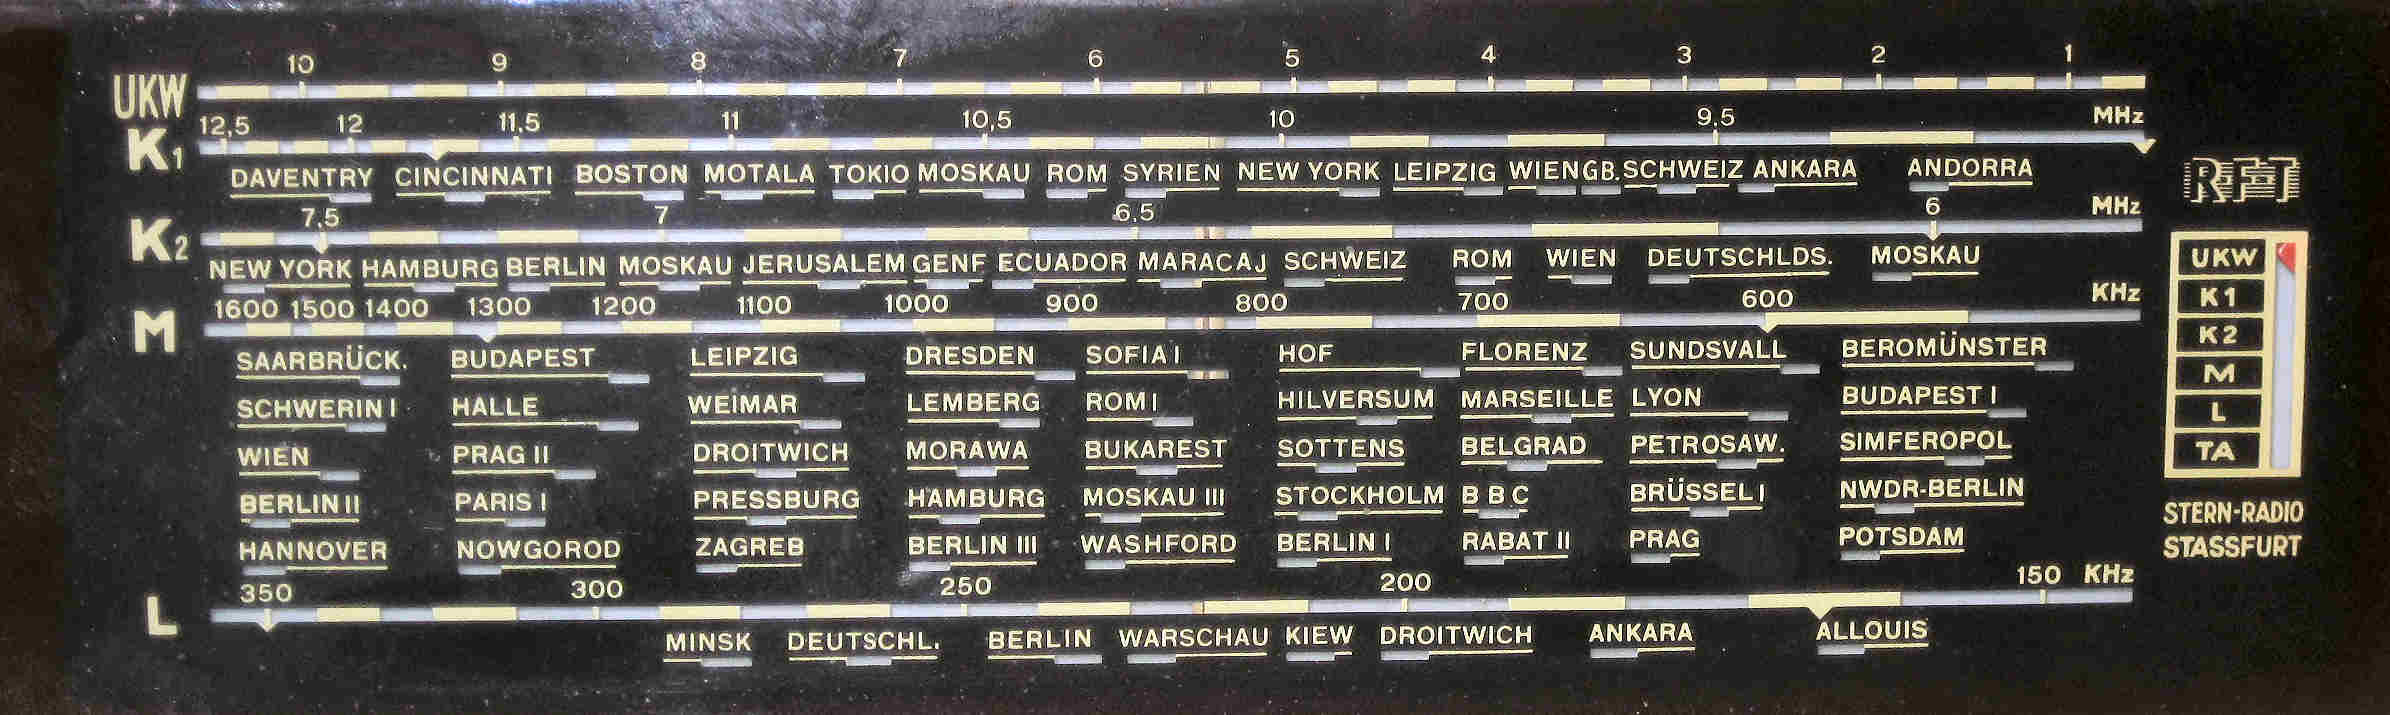 10 9 8 7 6 5 4 3 2 1
UKW
12,5 12 11,5 11 10,5 10 9,5 MHz
K1
DAVENTRY CINCINNATI BOSTON MOTALA TOKIO MOSKAU ROM SYRIEN NEW YORK LEIPZIG WIEN GB. SCHWEIZ ANKARA ANDORRA
7,5 7 6,5 6 MHz
K2
NEW YORK HAMBURG BERLIN MOSKAU JERUSALEM GENF ECUADOR MARACAJ SCHWEIZ ROM WIEN DEUTSCHLDS. MOSKAU
1600 1500 1400 1300 1200 1100 1000 900 800 700 600 KHz
M
SAARBRÜCK. BUDAPEST LEIPZIG DRESDEN SOFIA I HOF FLORENZ SUNDSVALL BEROMÜNSTER
SCHWERIN I HALLE WEIMAR LEMBERG ROM I HILVERSUM MARSEILLE LYON BUDAPEST I
WIEN PRAG II DROITWICH MORAWA BUKAREST SOTTENS BELGRAD PETROSAW. SIMFEROPOL
BERLIN II PARIS I PRESSBURG HAMBURG MOSKAU III STOCKHOLM BBC BRÜSSEL I NWDR-BERLIN
HANNOVER NOWGOROD ZAGREB BERLIN III WASHFORD BERLIN I RABAT II PRAG POTSDAM
350 300 250 200 150 KHz
L
MINSK DEUTSCHL. BERLIN WARSCHAU KIEW DROITWICH ANKARA ALLOUIS
RFT
UKW
K1
K2
M
L
TA
STERN-RADIO
STASSFURT